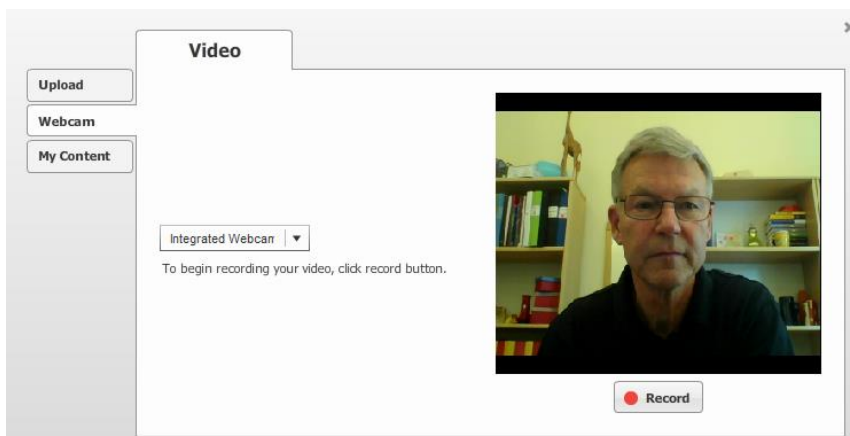 Video
Upload
Webcam
My Content
Integrated Webcam
To begin recording your video, click record button.
Record